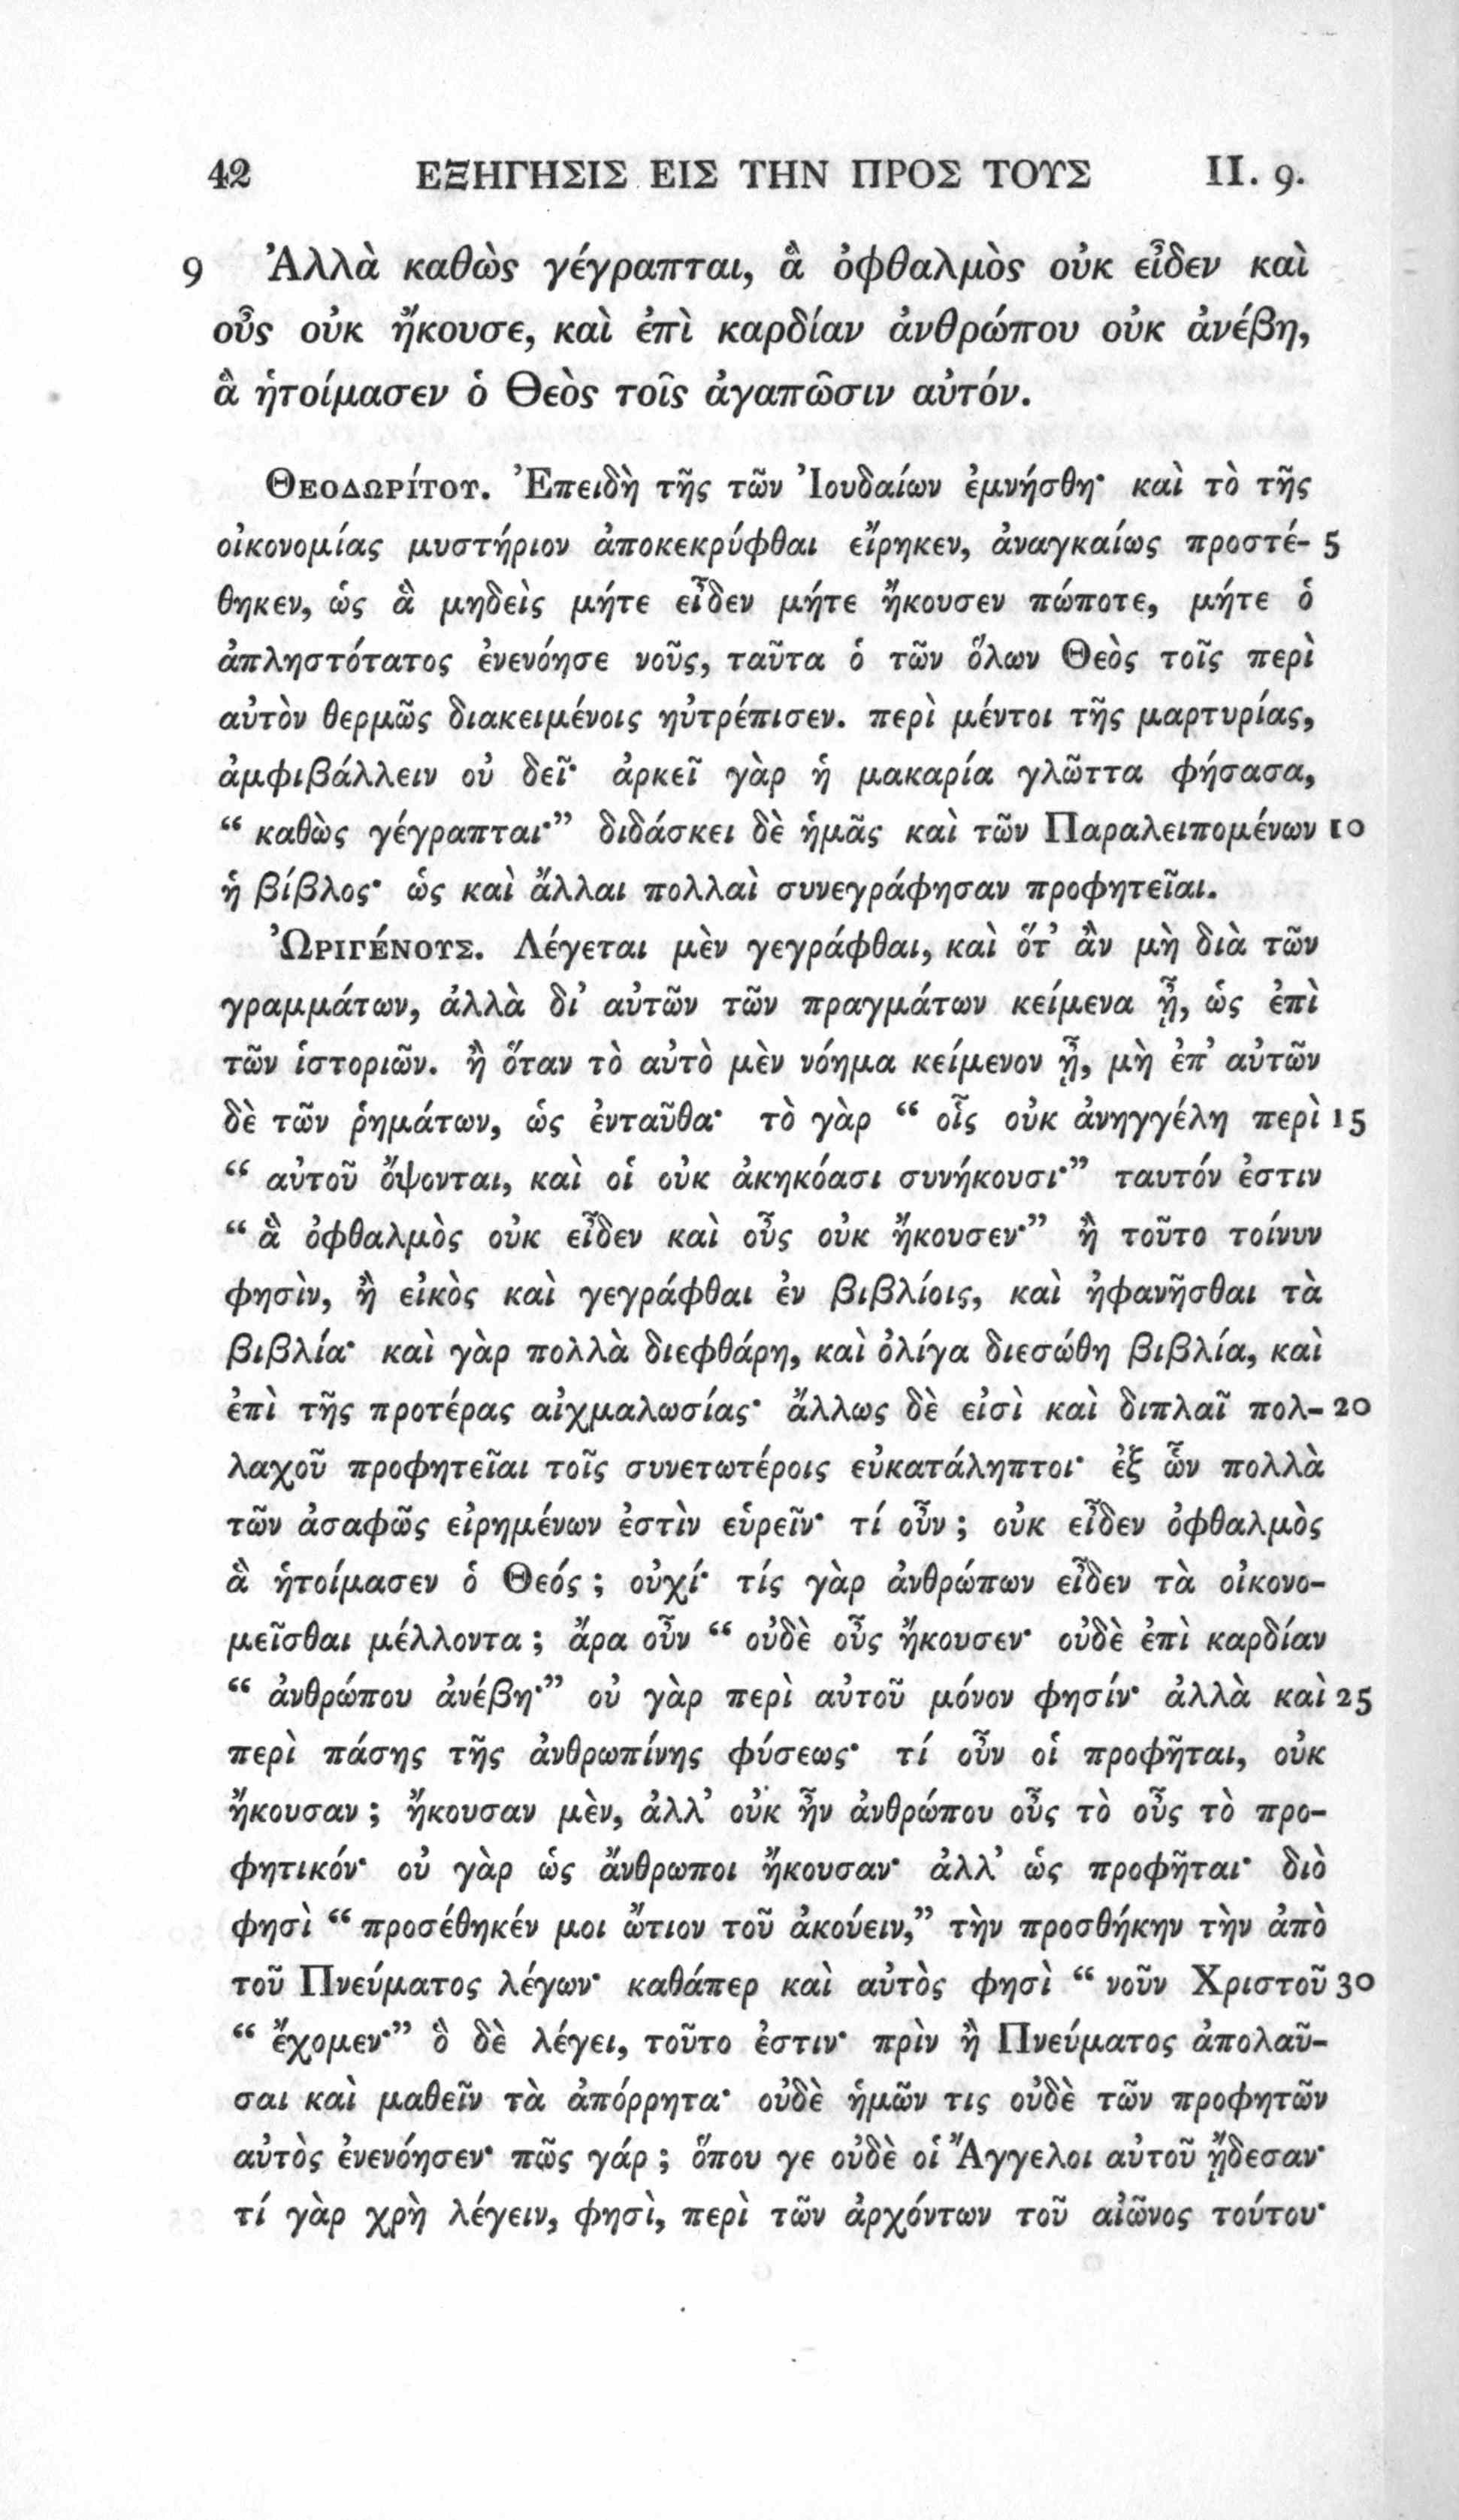 42 ΕΞΗΓΗΣΙΣ ΕΙΣ ΤΗΝ ΠΡΟΣ ΤΟΥΣ II. 9.
9 Ἀλλὰ καθὼς γέγραπται, ἃ ὀφθαλμὸς οὐκ εἶδεν καὶ
οὖς οὐκ ἤκουσε, καὶ ἐπὶ καρδίαν ἀνθρώπου οὐκ ἀνέβη,
ἃ ἡτοίμασεν ὁ Θεὸς τοῖς ἀγαπῶσιν αὐτόν.
Θεοδωρίτου. Ἐπειδὴ τῆς τῶν Ἰουδαίων ἐμνήσθη· καὶ τὸ τῆς
οἰκονομίας μυστήριον ἀποκεκρύφθαι εἴρηκεν, ἀναγκαίως προστέ- 5
θηκεν, ὡς ἃ μηδεὶς μήτε εἶδεν μήτε ἤκουσεν πώποτε, μήτε ὁ
ἀπληστότατος ἐνενόησε νοῦς, ταῦτα ὁ τῶν ὅλων Θεὸς τοῖς περὶ
αὐτὸν θερμῶς διακειμένοις ηὐτρέπισεν. περὶ μέντοι τῆς μαρτυρίας,
ἀμφιβάλλειν οὐ δεῖ· ἀρκεῖ γὰρ ἡ μακαρία γλῶττα φήσασα,
“ καθὼς γέγραπται·” διδάσκει δὲ ἡμᾶς καὶ τῶν Παραλειπομένων 10
ἡ βίβλος· ὡς καὶ ἄλλαι πολλαὶ συνεγράφησαν προφητεῖαι.
Ὠριγένους. Λέγεται μὲν γεγράφθαι, καὶ ὅτ’ ἂν μὴ διὰ τῶν
γραμμάτων, ἀλλὰ δι’ αὐτῶν τῶν πραγμάτων κείμενα ᾖ, ὡς ἐπὶ
τῶν ἱστοριῶν. ἢ ὅταν τὸ αὐτὸ μὲν νόημα κείμενον ᾖ, μὴ ἐπ’ αὐτῶν
δὲ τῶν ῥημάτων, ὡς ἐνταῦθα· τὸ γὰρ “ οἷς οὐκ ἀνηγγέλη περὶ 15
“ αὐτοῦ ὄψονται, καὶ οἱ οὐκ ἀκηκόασι συνήκουσι·” ταυτόν ἐστιν
“ ἃ ὀφθαλμὸς οὐκ εἶδεν καὶ οὖς οὐκ ἤκουσεν·” ἢ τοῦτο τοίνυν
φησὶν, ἢ εἰκὸς καὶ γεγράφθαι ἐν βιβλίοις, καὶ ἠφανῆσθαι τὰ
βιβλία· καὶ γὰρ πολλὰ διεφθάρη, καὶ ὀλίγα διεσώθη βιβλία, καὶ
ἐπὶ τῆς προτέρας αἰχμαλωσίας· ἄλλως δὲ εἰσὶ καὶ διπλαῖ πολ- 20
λαχοῦ προφητεῖαι τοῖς συνετωτέροις εὐκατάληπτοι· ἐξ ὧν πολλὰ
τῶν ἀσαφῶς εἰρημένων ἐστὶν εὑρεῖν· τί οὖν ; οὐκ εἶδεν ὀφθαλμὸς
ἃ ἡτοίμασεν ὁ Θεός ; οὐχί· τίς γὰρ ἀνθρώπων εἶδεν τὰ οἰκονο-
μεῖσθαι μέλλοντα ; ἄρα οὖν “ οὐδὲ οὖς ἤκουσεν· οὐδὲ ἐπὶ καρδίαν
“ ἀνθρώπου ἀνέβη·” οὐ γὰρ περὶ αὐτοῦ μόνον φησίν· ἀλλὰ καὶ 25
περὶ πάσης τῆς ἀνθρωπίνης φύσεως· τί οὖν οἱ προφῆται, οὐκ
ἤκουσαν ; ἤκουσαν μὲν, ἀλλ’ οὐκ ἦν ἀνθρώπου οὖς τὸ οὖς τὸ προ-
φητικόν· οὐ γὰρ ὡς ἄνθρωποι ἤκουσαν· ἀλλ’ ὡς προφῆται· διὸ
φησὶ “ προσέθηκέν μοι ὤτιον τοῦ ἀκούειν,” τὴν προσθήκην τὴν ἀπὸ
τοῦ Πνεύματος λέγων· καθάπερ καὶ αὐτὸς φησὶ “ νοῦν Χριστοῦ 30
“ ἔχομεν·” ὃ δὲ λέγει, τοῦτο ἐστιν· πρὶν ἢ Πνεύματος ἀπολαῦ-
σαι καὶ μαθεῖν τὰ ἀπόρρητα· οὐδὲ ἡμῶν τις οὐδὲ τῶν προφητῶν
αὐτὸς ἐνενόησεν· πῶς γάρ ; ὅπου γε οὐδὲ οἱ Ἄγγελοι αὐτοῦ ᾔδεσαν·
τί γὰρ χρὴ λέγειν, φησὶ, περὶ τῶν ἀρχόντων τοῦ αἰῶνος τούτου·